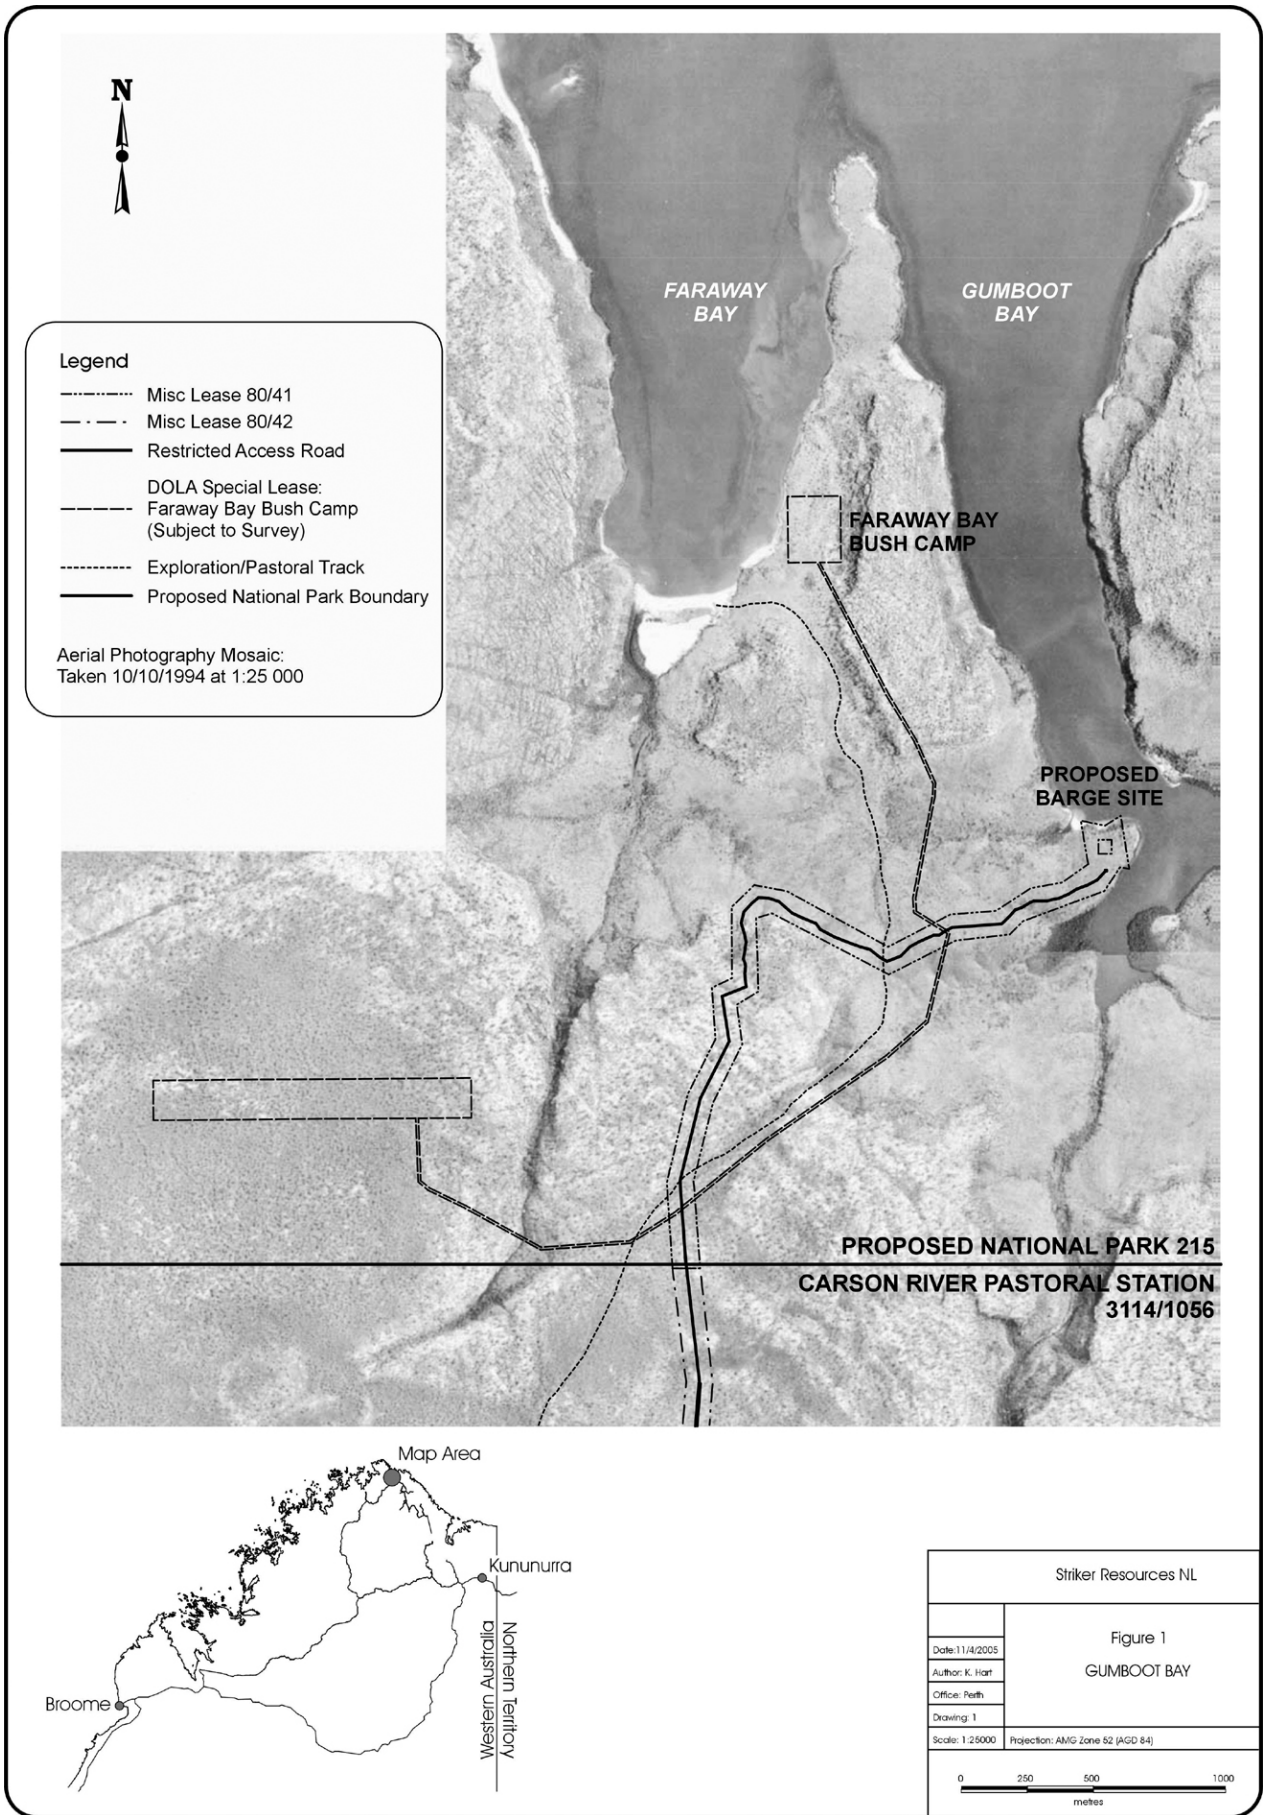 N
FARAWAY
BAY
GUMBOOT
BAY
Legend
Misc Lease 80/41
Misc Lease 80/42
Restricted Access Road
DOLA Special Lease:
Faraway Bay Bush Camp
(Subject to Survey)
Exploration/Pastoral Track
Proposed National Park Boundary
Aerial Photography Mosaic:
Taken 10/10/1994 at 1:25 000
FARAWAY BAY
BUSH CAMP
PROPOSED
BARGE SITE
PROPOSED NATIONAL PARK 215
CARSON RIVER PASTORAL STATION
3114/1056
Map Area
Kununurra
Broome
Western Australia
Northern Territory
Striker Resources NL
Figure 1
GUMBOOT BAY
Date:11/4/2005
Author: K. Hart
Office: Perth
Drawing: 1
Scale: 1:25000
Projection: AMG Zone 52 (AGD 84)
0 250 500 1000
metres